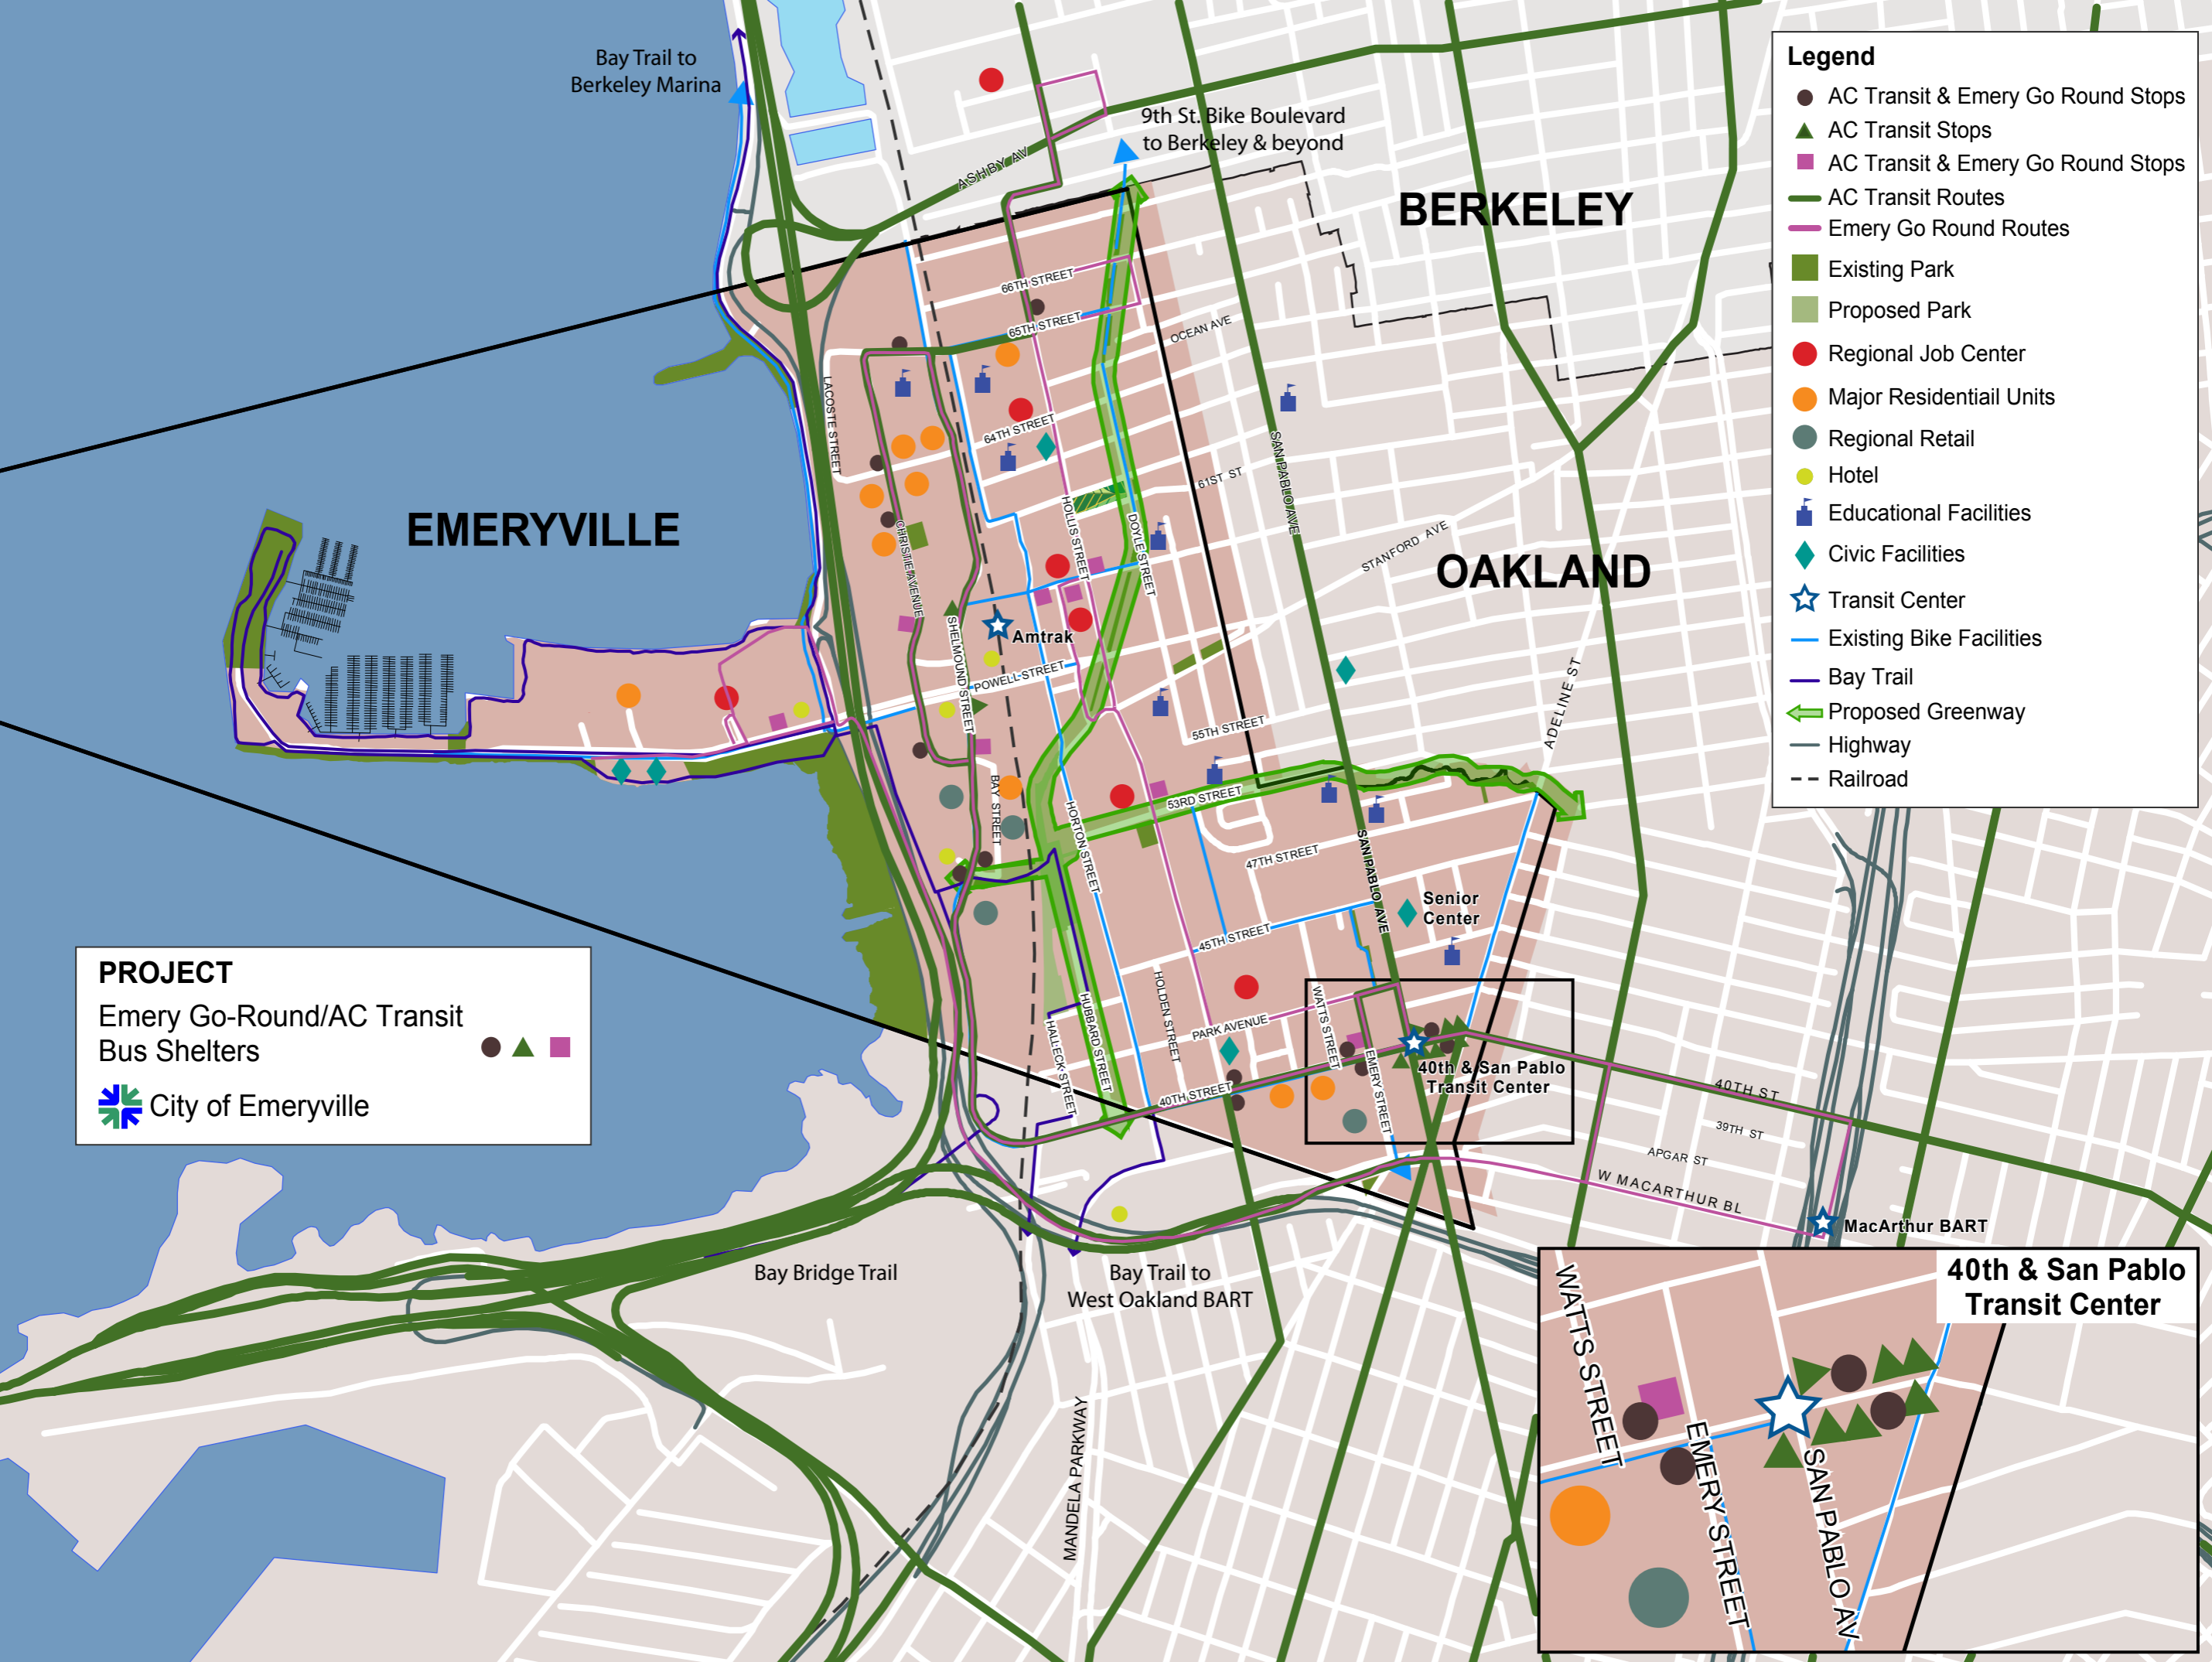 Bay Trail to
Berkeley Marina
9th St. Bike Boulevard
to Berkeley & beyond
ASHBY AV
BERKELEY
EMERYVILLE
OAKLAND
Legend
AC Transit & Emery Go Round Stops
AC Transit Stops
AC Transit & Emery Go Round Stops
AC Transit Routes
Emery Go Round Routes
Existing Park
Proposed Park
Regional Job Center
Major Residentiail Units
Regional Retail
Hotel
Educational Facilities
Civic Facilities
Transit Center
Existing Bike Facilities
Bay Trail
Proposed Greenway
Highway
Railroad
66TH STREET
65TH STREET
OCEAN AVE
LACOSTE STREET
64TH STREET
61ST ST
SAN PABLO AVE
STANFORD AVE
HOLLIS STREET
DOYLE STREET
CHRISTIE AVENUE
SHELMOUND STREET
Amtrak
POWELL STREET
55TH STREET
ADELINE ST
BAY STREET
53RD STREET
HORTON STREET
47TH STREET
SAN PABLO AVE
Senior
Center
45TH STREET
HOLDEN STREET
WATTS STREET
PARK AVENUE
HUBBARD STREET
HALLECK STREET
EMERY STREET
40TH STREET
40th & San Pablo
Transit Center
40TH ST
39TH ST
APGAR ST
W MACARTHUR BL
MacArthur BART
PROJECT
Emery Go-Round/AC Transit
Bus Shelters
City of Emeryville
Bay Bridge Trail
Bay Trail to
West Oakland BART
MANDELA PARKWAY
40th & San Pablo
Transit Center
WATTS STREET
EMERY STREET
SAN PABLO AV